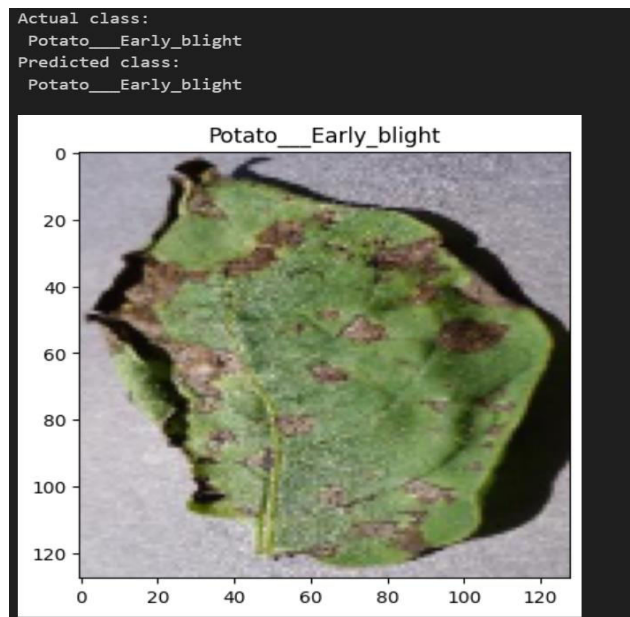 Actual class:
Potato___Early_blight
Predicted class:
Potato___Early_blight
Potato___Early_blight
0
20
40
60
80
100
120
0 20 40 60 80 100 120